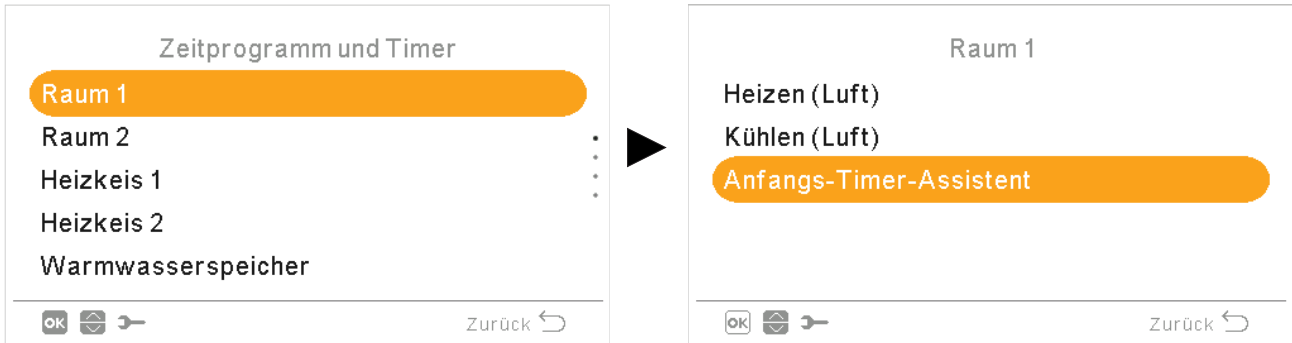 Zeitprogramm und Timer
Raum 1
Raum 2
Heizkeis 1
Heizkeis 2
Warmwasserspeicher
OK
Zurück
Raum 1
Heizen (Luft)
Kühlen (Luft)
Anfangs-Timer-Assistent
OK
Zurück